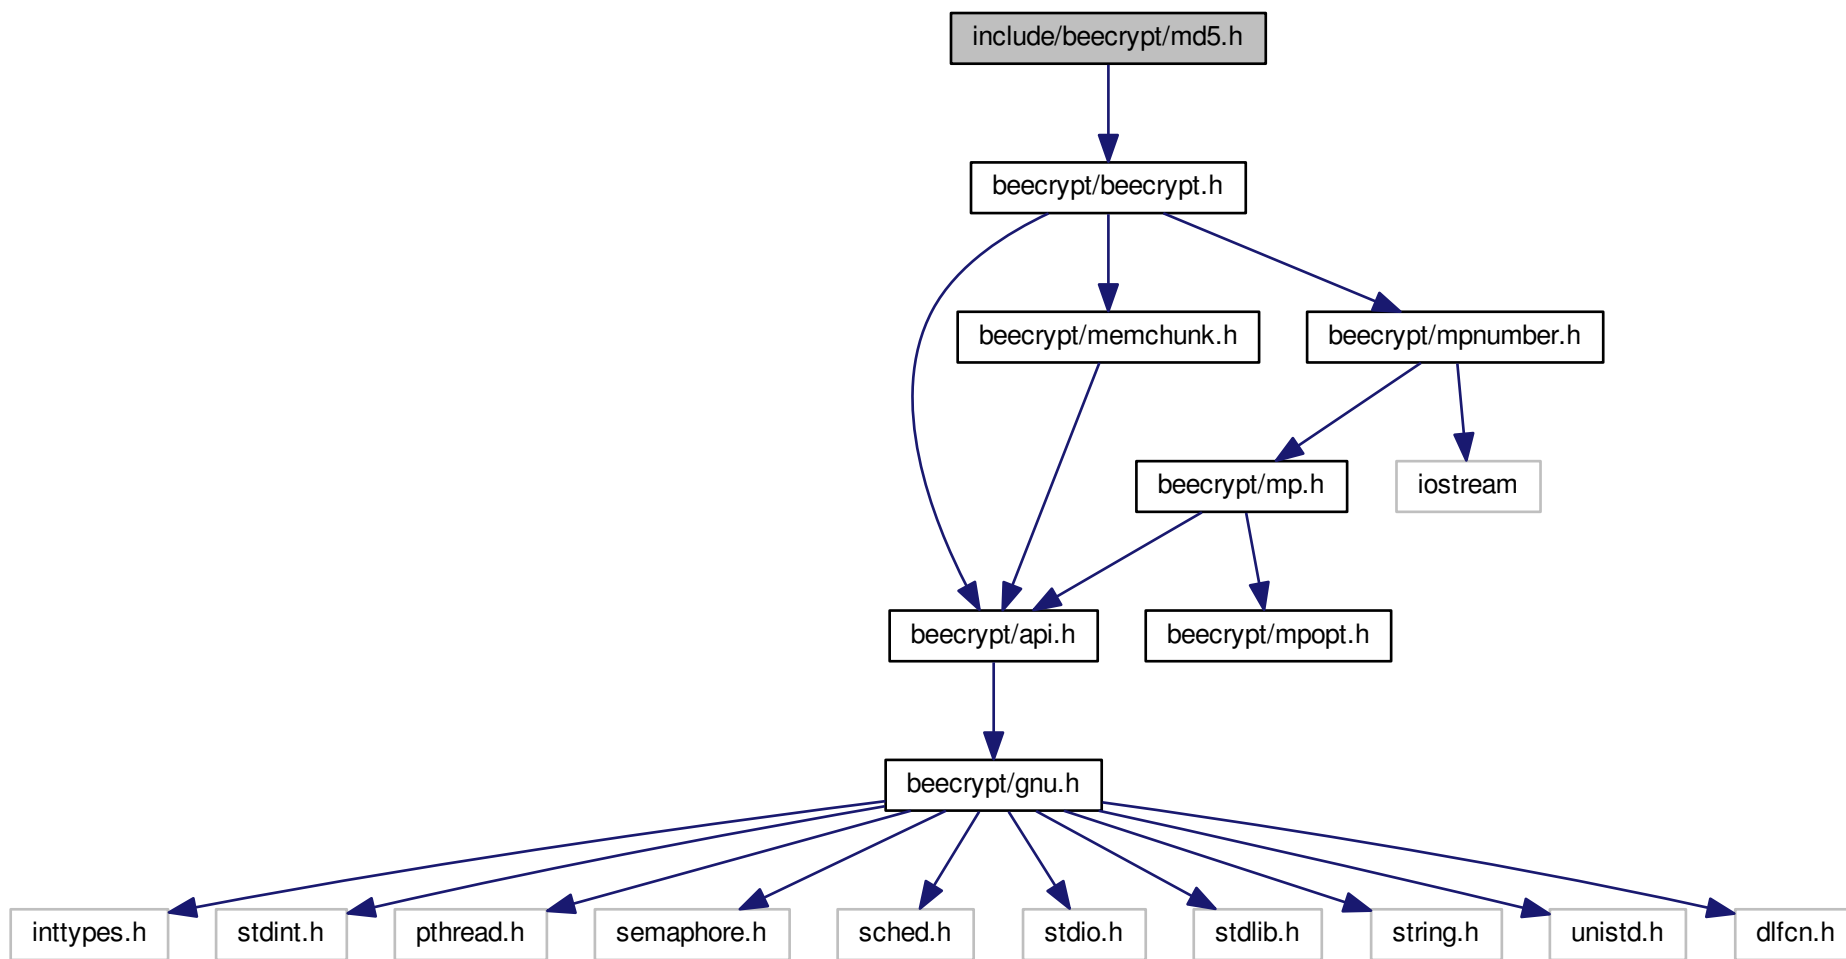 include/beecrypt/md5.h
beecrypt/beecrypt.h
beecrypt/memchunk.h
beecrypt/mpnumber.h
beecrypt/mp.h
iostream
beecrypt/api.h
beecrypt/mpopt.h
beecrypt/gnu.h
inttypes.h
stdint.h
pthread.h
semaphore.h
sched.h
stdio.h
stdlib.h
string.h
unistd.h
dlfcn.h